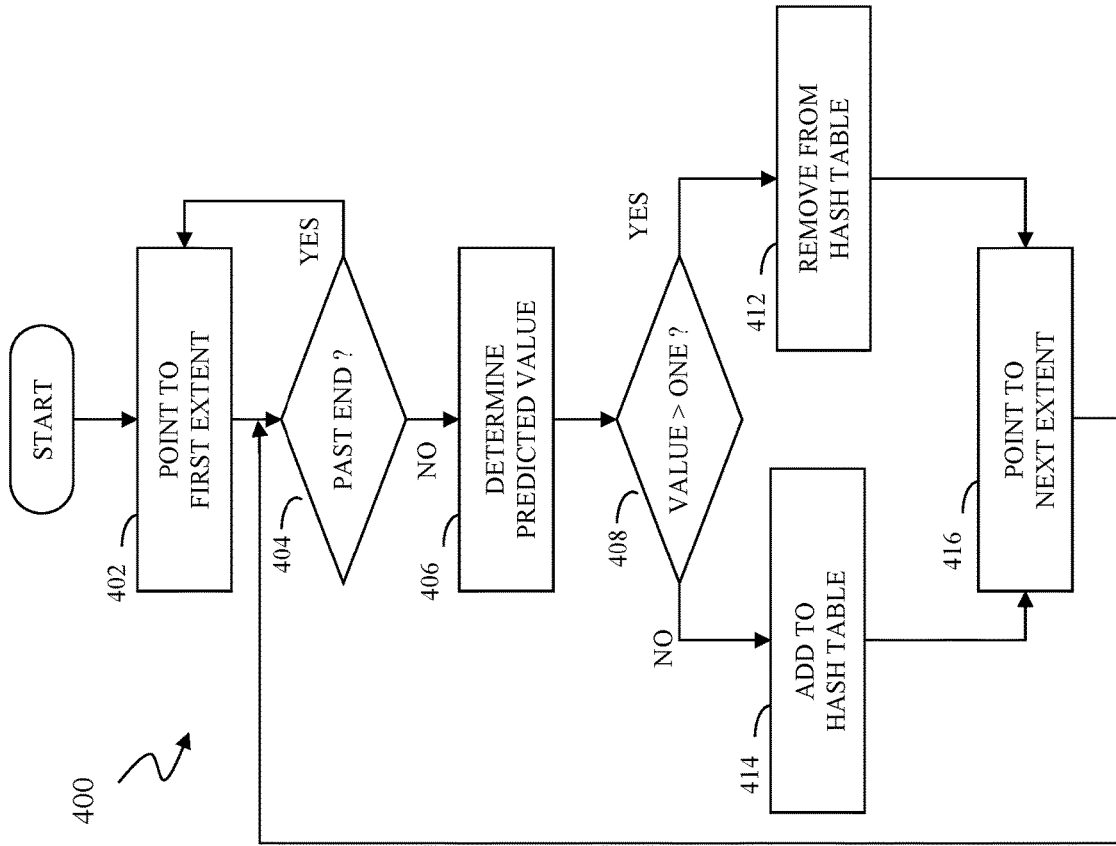 400
START
402
POINT TO
FIRST EXTENT
404
PAST END ?
YES
NO
406
DETERMINE
PREDICTED VALUE
408
VALUE > ONE ?
NO
YES
414
ADD TO
HASH TABLE
412
REMOVE FROM
HASH TABLE
416
POINT TO
NEXT EXTENT